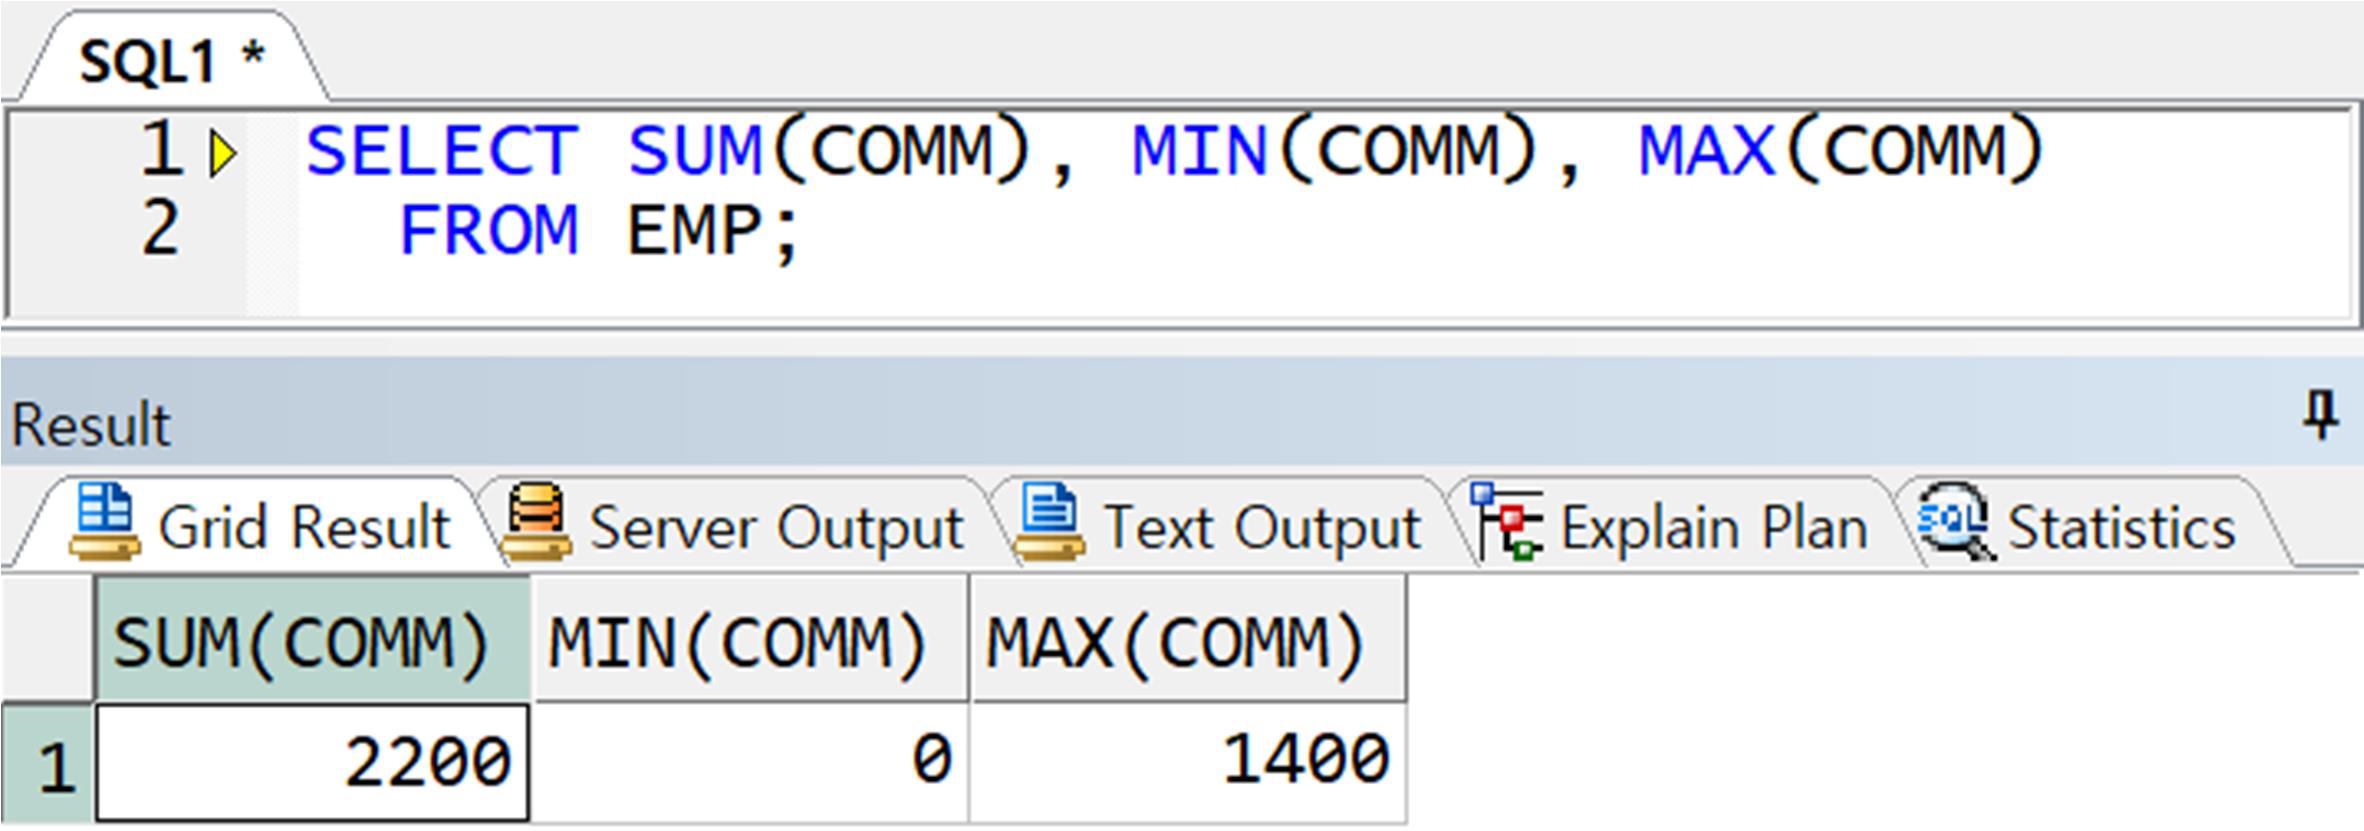 SQL1 *
1 SELECT SUM(COMM), MIN(COMM), MAX(COMM)
2 FROM EMP;
Result
Grid Result Server Output Text Output Explain Plan SQL Statistics
SUM(COMM) MIN(COMM) MAX(COMM)
1 2200 0 1400